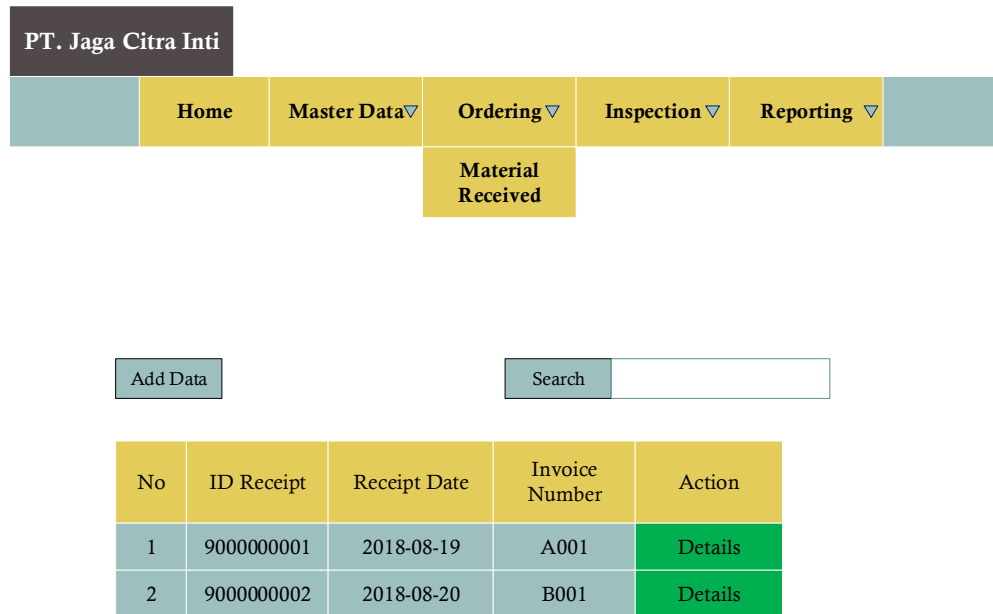 PT. Jaga Citra Inti
Home Master Data Ordering Inspection Reporting
Material
Received
Add Data Search
No ID Receipt Receipt Date Invoice Number Action
1 9000000001 2018-08-19 A001 Details
2 9000000002 2018-08-20 B001 Details